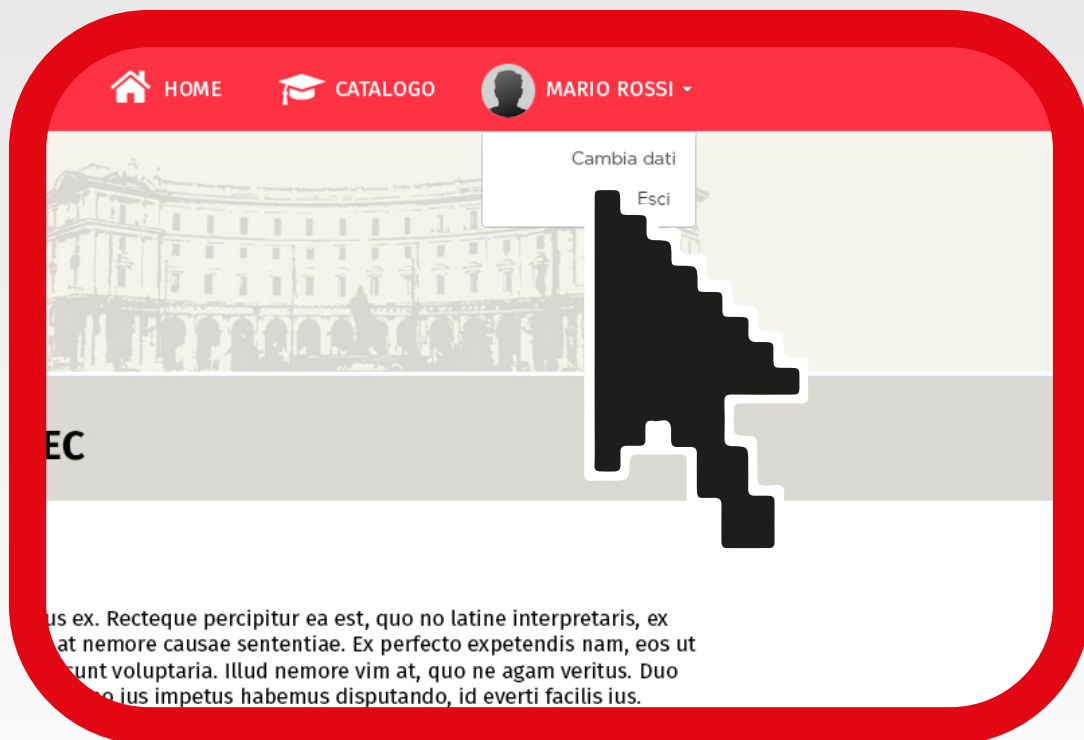 HOME
CATALOGO
MARIO ROSSI
Cambia dati
Esci
EC
us ex. Recteque percipitur ea est, quo no latine interpretaris, ex
at nemore causae sententiae. Ex perfecto expetendis nam, eos ut
sunt voluptaria. Illud nemore vim at, quo ne agam veritus. Duo
ius impetus habemus disputando, id everti facilis ius.